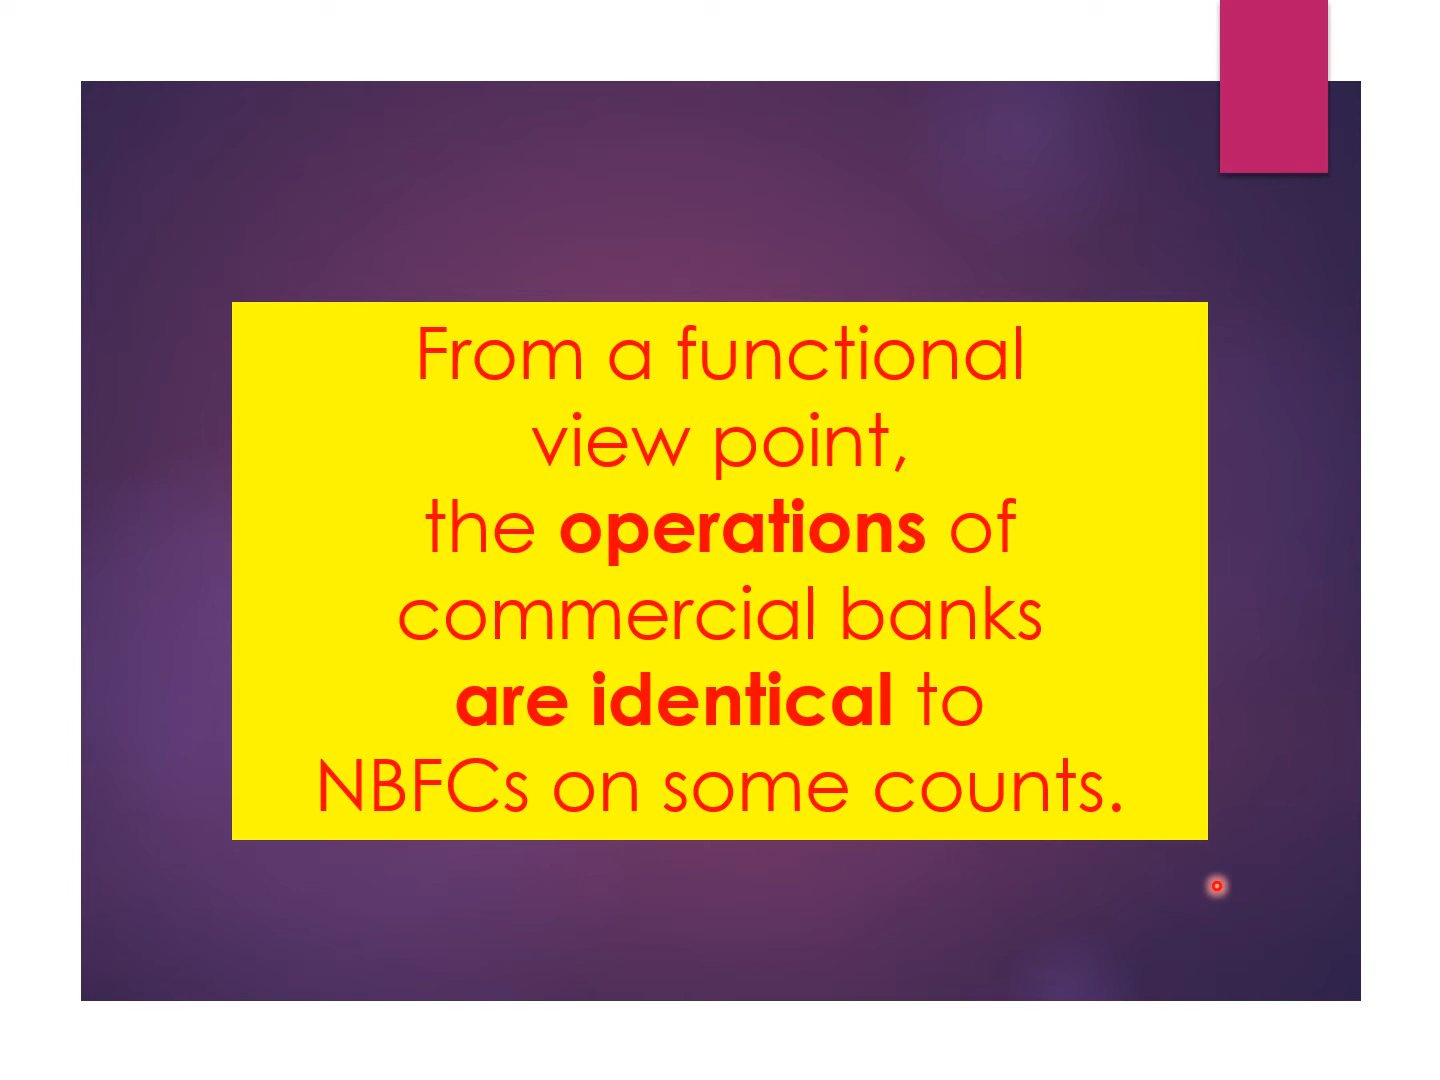 From a functional
view point,
the operations of
commercial banks
are identical to
NBFCs on some counts.